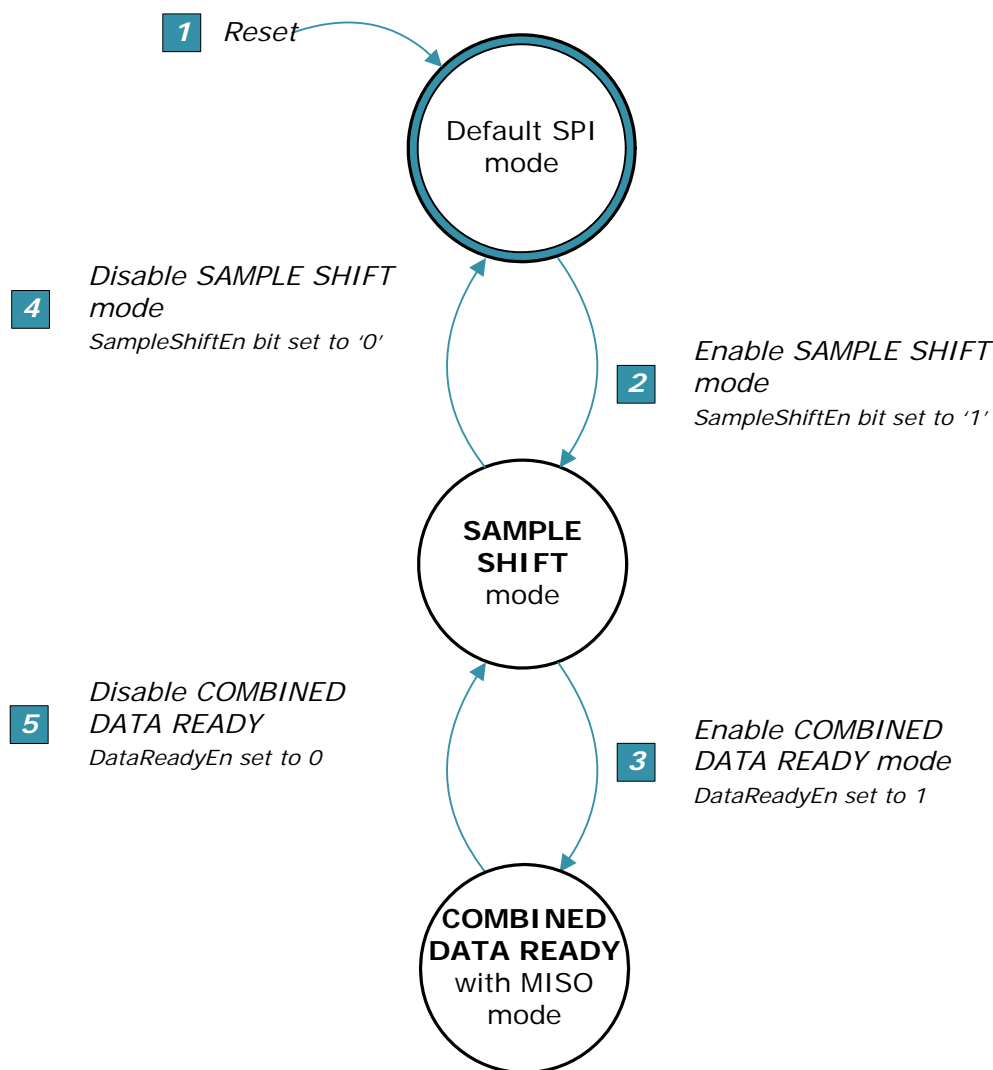 1 Reset
Default SPI
mode
4 Disable SAMPLE SHIFT
mode
SampleShiftEn bit set to ‘0’
2 Enable SAMPLE SHIFT
mode
SampleShiftEn bit set to ‘1’
SAMPLE
SHIFT
mode
5 Disable COMBINED
DATA READY
DataReadyEn set to 0
3 Enable COMBINED
DATA READY mode
DataReadyEn set to 1
COMBINED
DATA READY
with MISO
mode